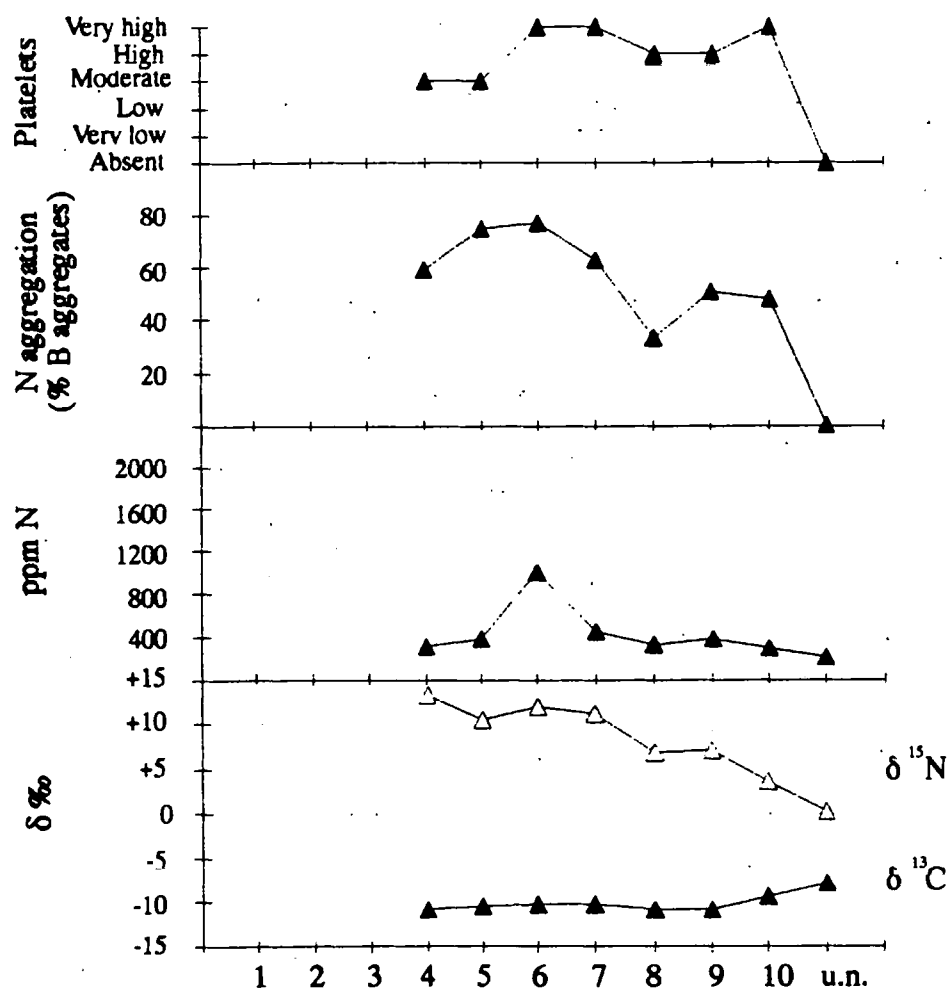 Platelets
Very high
High
Moderate
Low
Very low
Absent
N aggregation
(% B aggregates)
80
60
40
20
ppm N
2000
1600
1200
800
400
δ ‰
+15
+10
+5
0
-5
-10
-15
δ ¹⁵N
δ ¹³C
1 2 3 4 5 6 7 8 9 10 u.n.